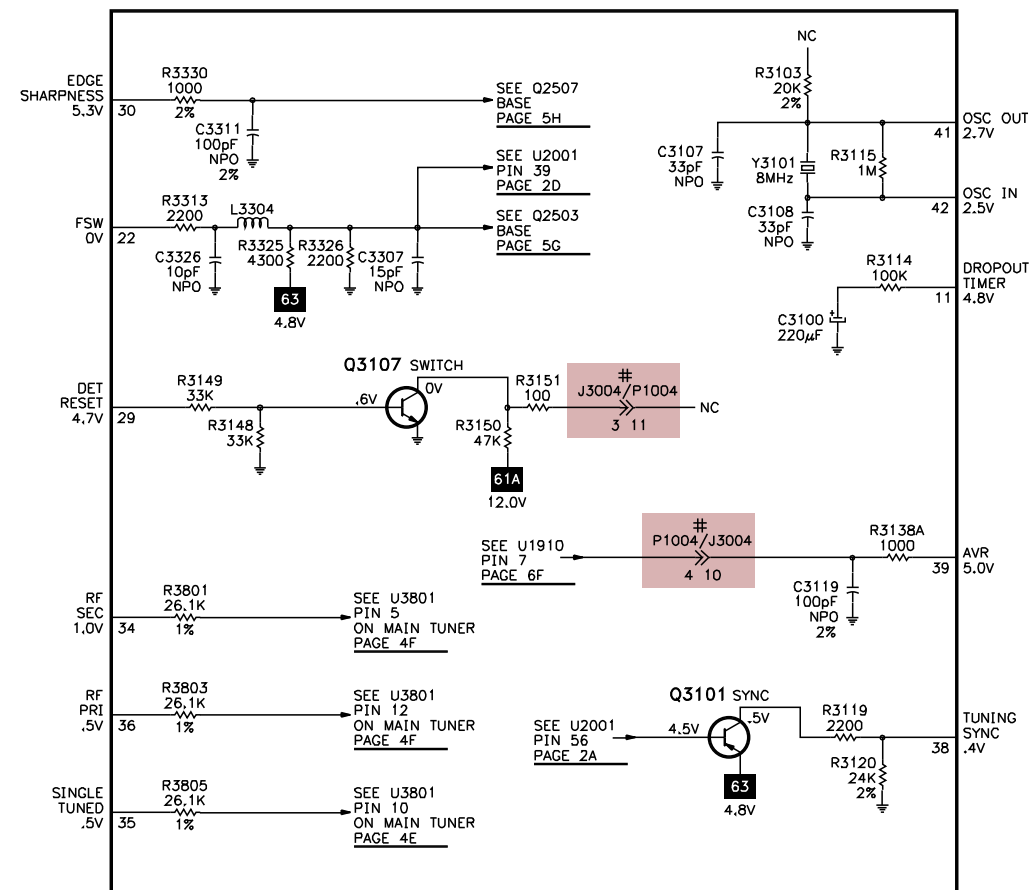 EDGE
SHARPNESS
5.3V
30
R3330
1000
2%
C3311
100pF
NPO
2%
SEE Q2507
BASE
PAGE 5H
SEE U2001
PIN 39
PAGE 2D
SEE Q2503
BASE
PAGE 5G
FSW
0V
22
R3313
2200
L3304
C3326
10pF
NPO
R3325
4300
63
4.8V
R3326
2200
C3307
15pF
NPO
NC
R3103
20K
2%
C3107
33pF
NPO
Y3101
8MHz
R3115
1M
C3108
33pF
NPO
41
OSC OUT
2.7V
42
OSC IN
2.5V
R3114
100K
11
DROPOUT
TIMER
4.8V
C3100
+
220µF
DET
RESET
4.7V
29
R3149
33K
R3148
33K
Q3107 SWITCH
.6V
0V
R3150
47K
61A
12.0V
R3151
100
#
J3004/P1004
3 11
NC
SEE U1910
PIN 7
PAGE 6F
#
P1004/J3004
4 10
R3138A
1000
39
AVR
5.0V
C3119
100pF
NPO
2%
RF
SEC
1.0V
34
R3801
26.1K
1%
SEE U3801
PIN 5
ON MAIN TUNER
PAGE 4F
RF
PRI
.5V
36
R3803
26.1K
1%
SEE U3801
PIN 12
ON MAIN TUNER
PAGE 4F
SINGLE
TUNED
.5V
35
R3805
26.1K
1%
SEE U3801
PIN 10
ON MAIN TUNER
PAGE 4E
SEE U2001
PIN 56
PAGE 2A
Q3101 SYNC
4.5V
.5V
63
4.8V
R3119
2200
R3120
24K
2%
38
TUNING
SYNC
.4V